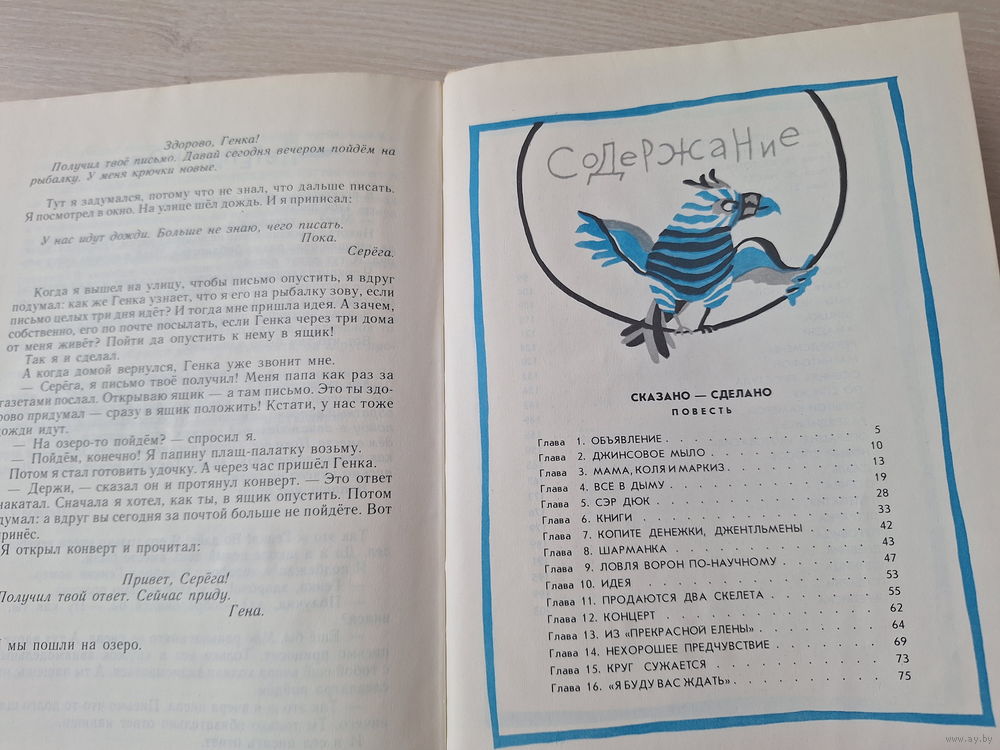 Здорово, Генка!
Получил твоё письмо. Давай сегодня вечером пойдём на
рыбалку. У меня крючки новые.
Тут я задумался, потому что не знал, что дальше писать.
Я посмотрел в окно. На улице шёл дождь. И я приписал:
У нас идут дожди. Больше не знаю, чего писать.
Пока.
Серёга.
Когда я вышел на улицу, чтобы письмо опустить, я вдруг
подумал: как же Генка узнает, что я его на рыбалку зову, если
письмо целых три дня идёт? И тогда мне пришла идея. А зачем,
собственно, его по почте посылать, если Генка через три дома
от меня живёт? Пойти да опустить к нему в ящик!
Так я и сделал.
А когда домой вернулся, Генка уже звонит мне.
— Серёга, я письмо твоё получил! Меня папа как раз за
газетами послал. Открываю ящик — а там письмо. Это ты здо-
рово придумал — сразу в ящик положить! Кстати, у нас тоже
дожди идут.
— На озеро-то пойдём? — спросил я.
— Пойдём, конечно! Я папину плащ-палатку возьму.
Потом я стал готовить удочку. А через час пришёл Генка.
— Держи, — сказал он и протянул конверт. — Это ответ
накатал. Сначала я хотел, как ты, в ящик опустить. Потом
думал: а вдруг вы сегодня за почтой больше не пойдёте. Вот
принёс.
Я открыл конверт и прочитал:
Привет, Серёга!
Получил твой ответ. Сейчас приду.
Гена.
мы пошли на озеро.
Содержание
СКАЗАНО — СДЕЛАНО
ПОВЕСТЬ
Глава 1. ОБЪЯВЛЕНИЕ . . . 5
Глава 2. ДЖИНСОВОЕ МЫЛО . . . 10
Глава 3. МАМА, КОЛЯ И МАРКИЗ . . . 13
Глава 4. ВСЕ В ДЫМУ . . . 19
Глава 5. СЭР ДЮК . . . 28
Глава 6. КНИГИ . . . 33
Глава 7. КОПИТЕ ДЕНЕЖКИ, ДЖЕНТЛЬМЕНЫ . . . 42
Глава 8. ШАРМАНКА . . . 43
Глава 9. ЛОВЛЯ ВОРОН ПО-НАУЧНОМУ . . . 47
Глава 10. ИДЕЯ . . . 53
Глава 11. ПРОДАЮТСЯ ДВА СКЕЛЕТА . . . 55
Глава 12. КОНЦЕРТ . . . 62
Глава 13. ИЗ «ПРЕКРАСНОЙ ЕЛЕНЫ» . . . 64
Глава 14. НЕХОРОШЕЕ ПРЕДЧУВСТВИЕ . . . 69
Глава 15. КРУГ СУЖАЕТСЯ . . . 73
Глава 16. «Я БУДУ ВАС ЖДАТЬ» . . . 75
www.ay.by